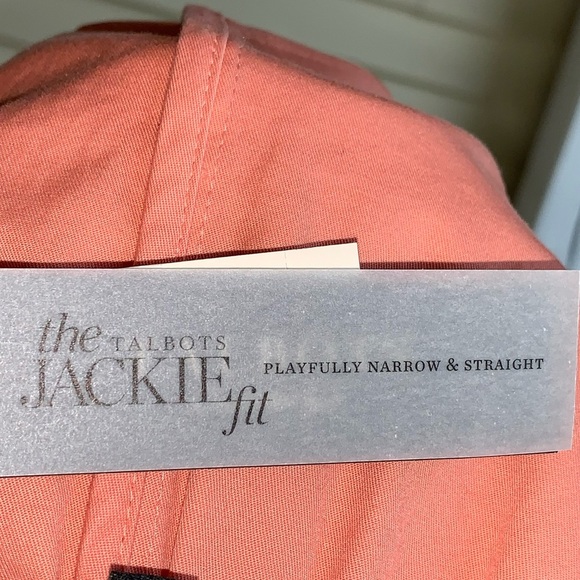 the TALBOTS
JACKIE fit
PLAYFULLY NARROW & STRAIGHT